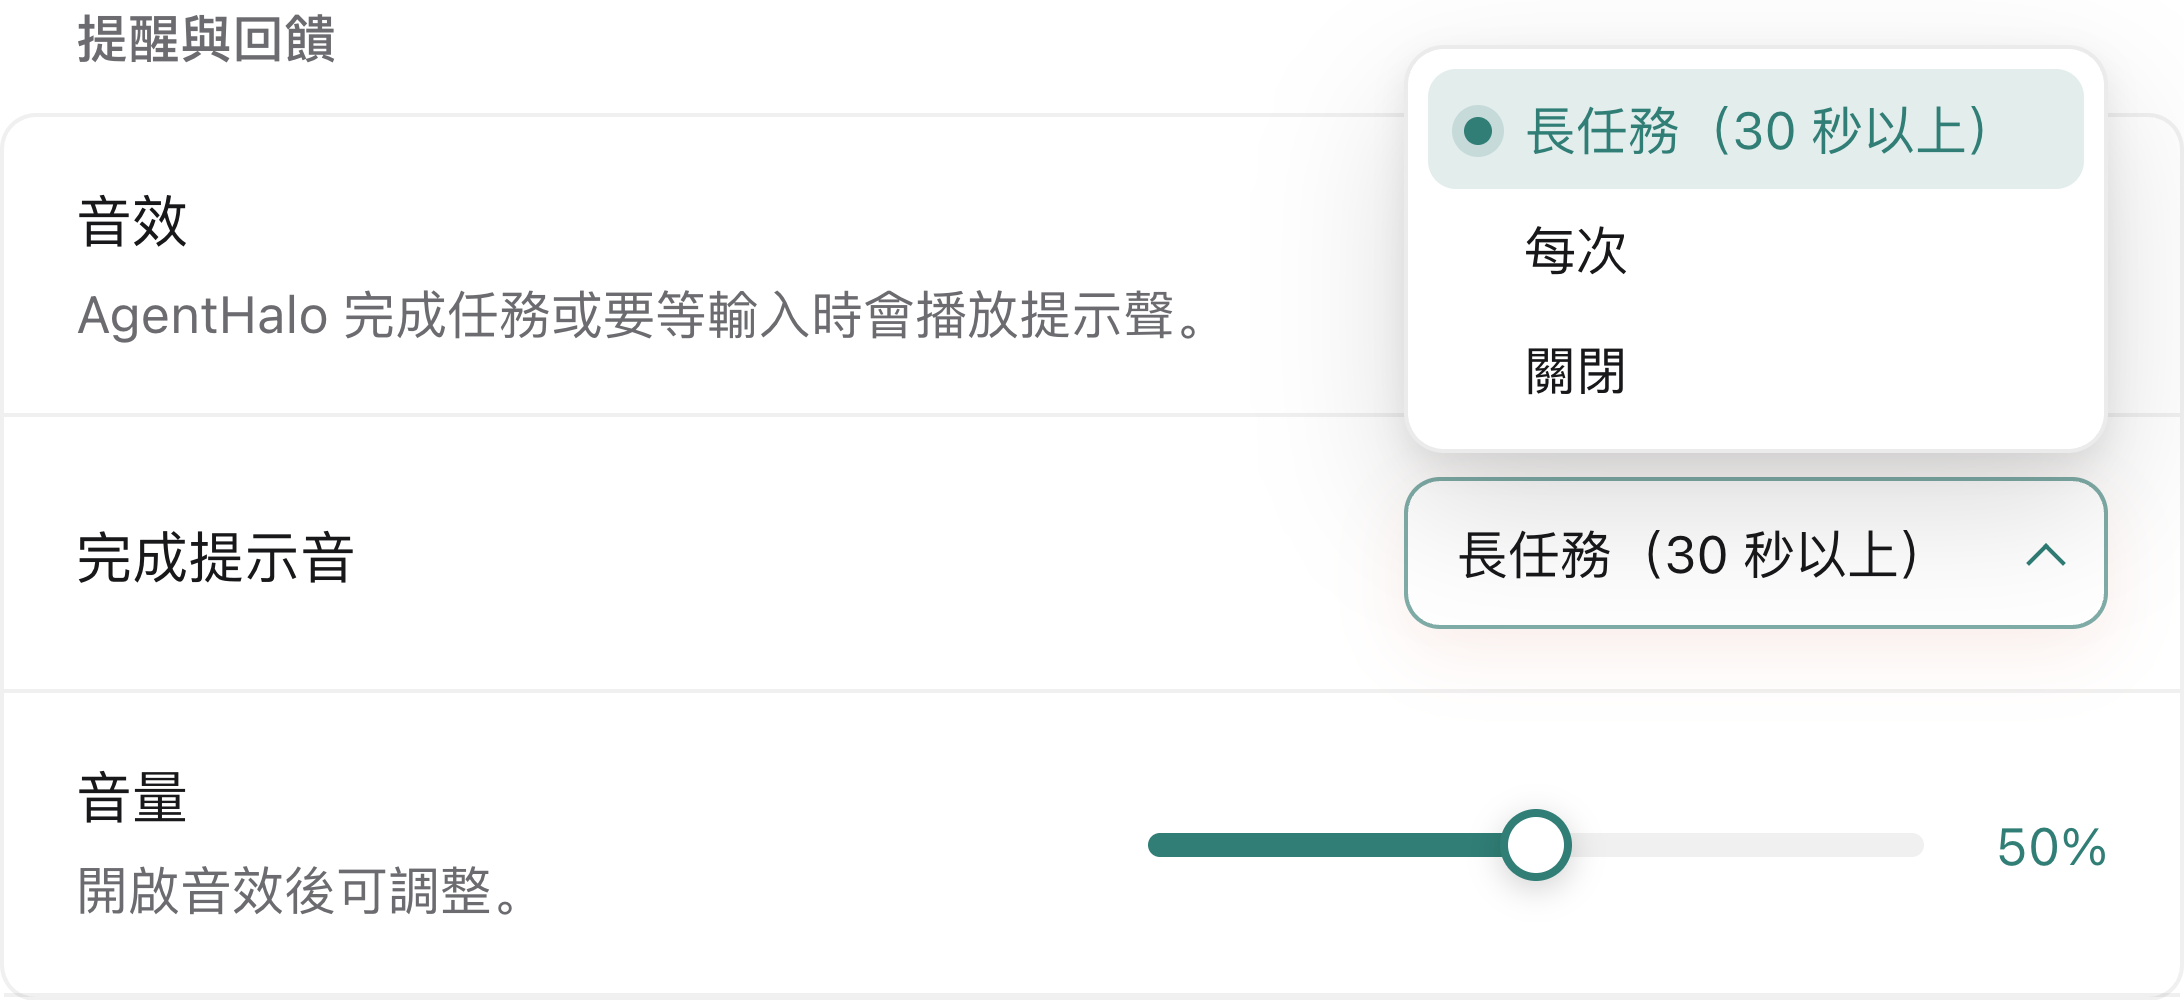 提醒與回饋
長任務（30 秒以上）
每次
關閉
音效
AgentHalo 完成任務或要等輸入時會播放提示聲。
完成提示音
長任務（30 秒以上）
音量
開啟音效後可調整。
50%